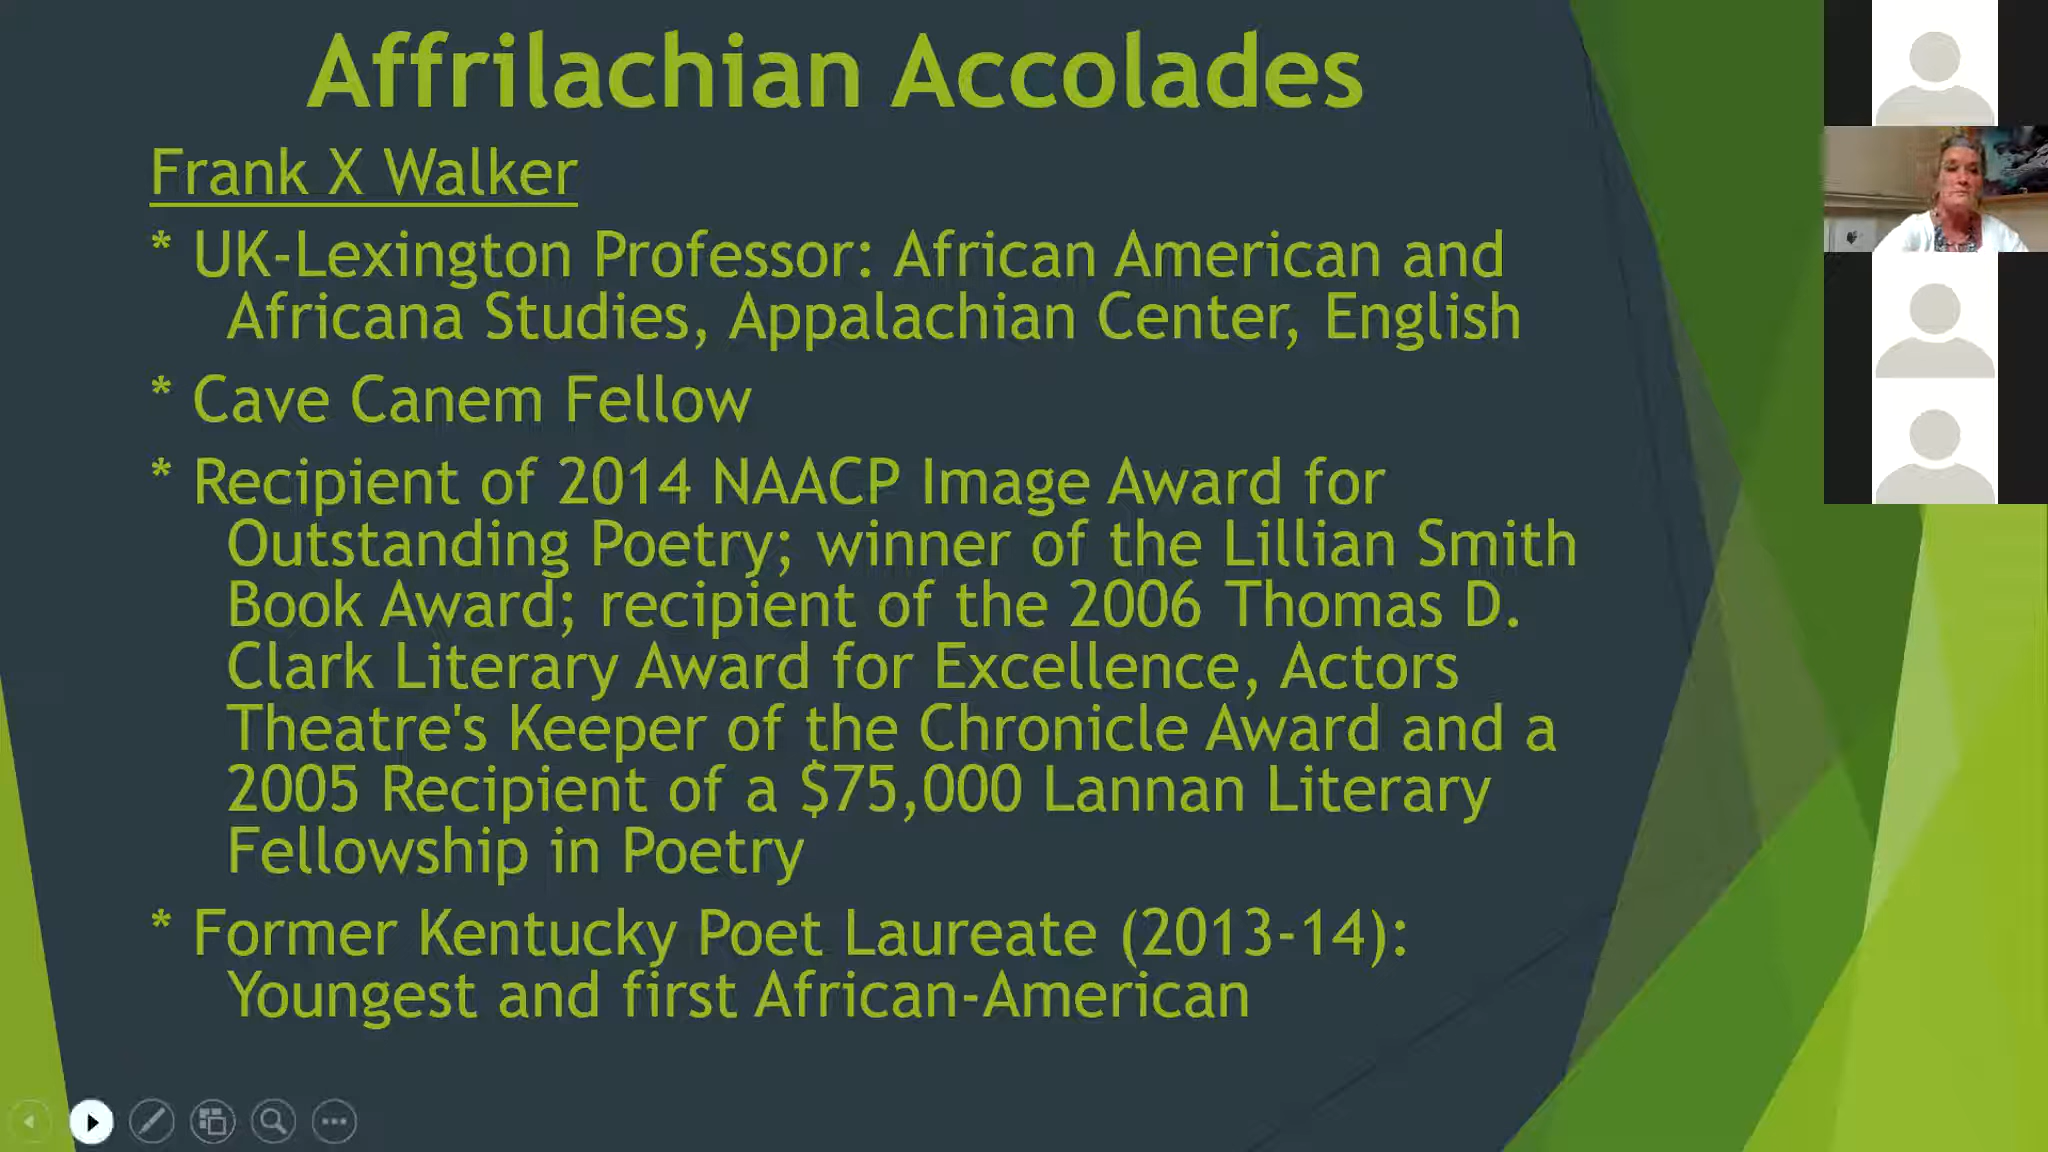 Affrilachian Accolades
Frank X Walker
* UK-Lexington Professor: African American and
Africana Studies, Appalachian Center, English
* Cave Canem Fellow
* Recipient of 2014 NAACP Image Award for
Outstanding Poetry; winner of the Lillian Smith
Book Award; recipient of the 2006 Thomas D.
Clark Literary Award for Excellence, Actors
Theatre's Keeper of the Chronicle Award and a
2005 Recipient of a $75,000 Lannan Literary
Fellowship in Poetry
* Former Kentucky Poet Laureate (2013-14):
Youngest and first African-American